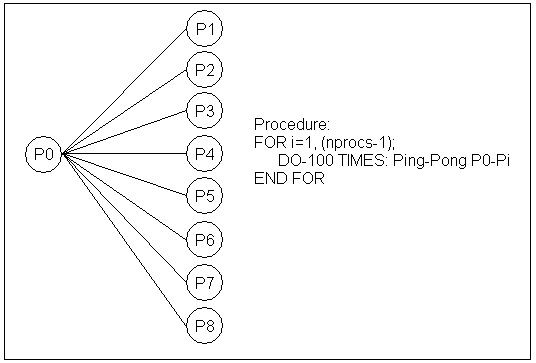 P1
P2
P3
P0
P4
P5
P6
P7
P8
Procedure:
FOR i=1, (nprocs-1);
DO-100 TIMES: Ping-Pong P0-Pi
END FOR